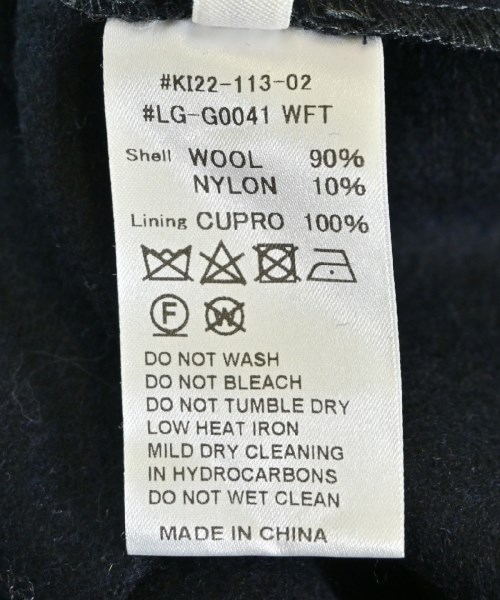 #KI22-113-02
#LG-G0041 WFT
Shell WOOL 90%
NYLON 10%
Lining CUPRO 100%
F W
DO NOT WASH
DO NOT BLEACH
DO NOT TUMBLE DRY
LOW HEAT IRON
MILD DRY CLEANING
IN HYDROCARBONS
DO NOT WET CLEAN
MADE IN CHINA